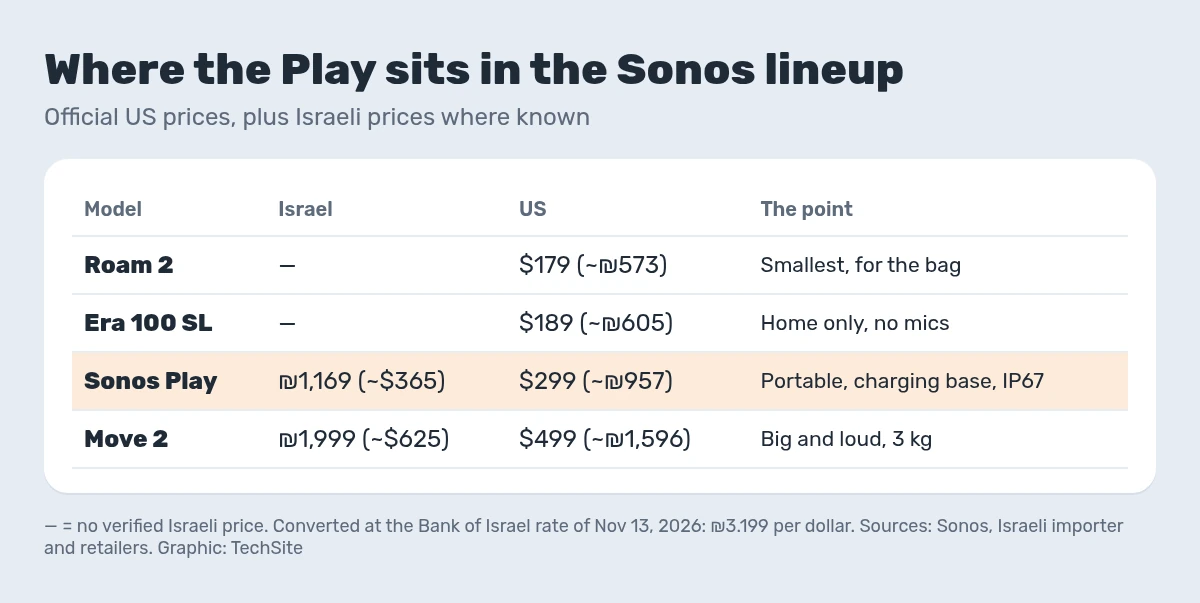 Where the Play sits in the Sonos lineup
Official US prices, plus Israeli prices where known
Model Israel US The point
Roam 2 — $179 (~₪573) Smallest, for the bag
Era 100 SL — $189 (~₪605) Home only, no mics
Sonos Play ₪1,169 (~$365) $299 (~₪957) Portable, charging base, IP67
Move 2 ₪1,999 (~$625) $499 (~₪1,596) Big and loud, 3 kg
— = no verified Israeli price. Converted at the Bank of Israel rate of Nov 13, 2026: ₪3.199 per dollar. Sources: Sonos, Israeli importer
and retailers. Graphic: TechSite